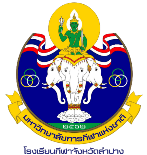 มหาวิทยาลัยการกีฬาแห่งชาติ
โรงเรียนกีฬาจังหวัดลำปาง